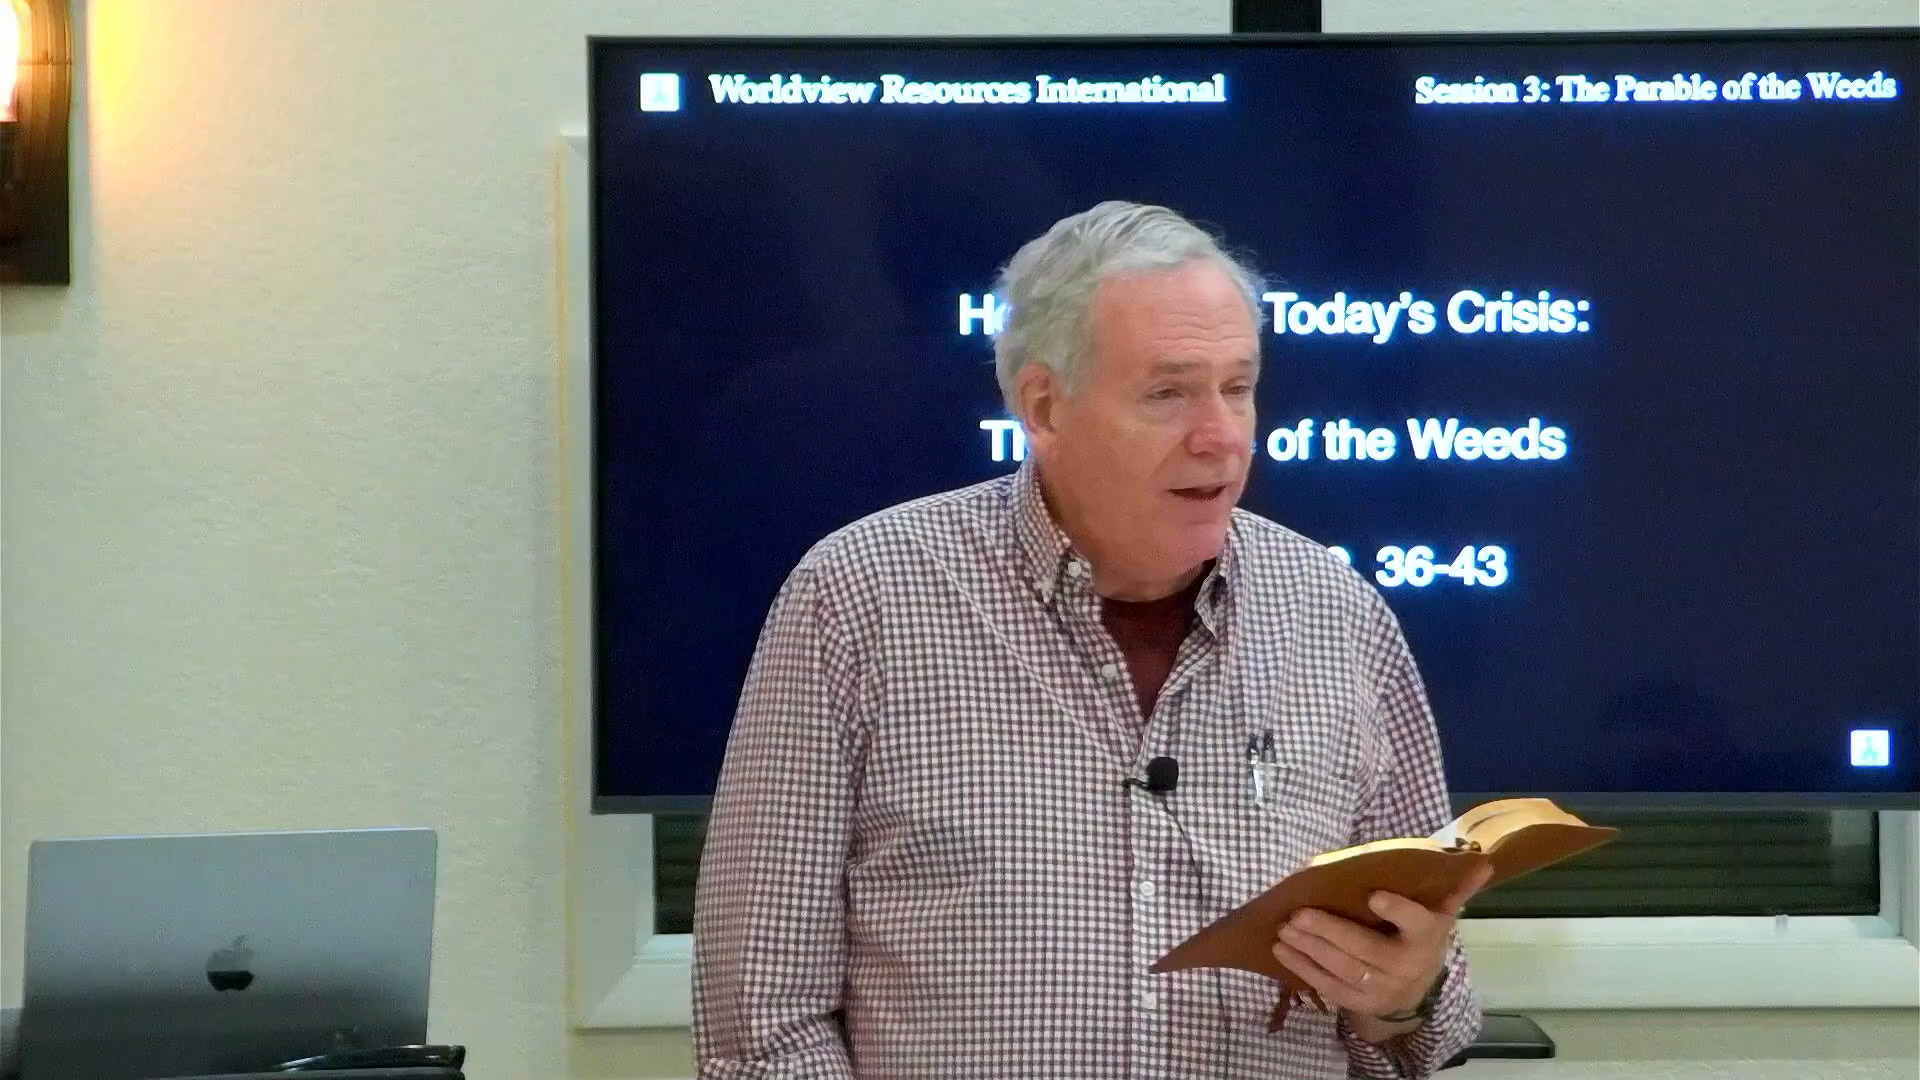 Worldview Resources International
Session 3: The Parable of the Weeds
Today's Crisis:
of the Weeds
36-43